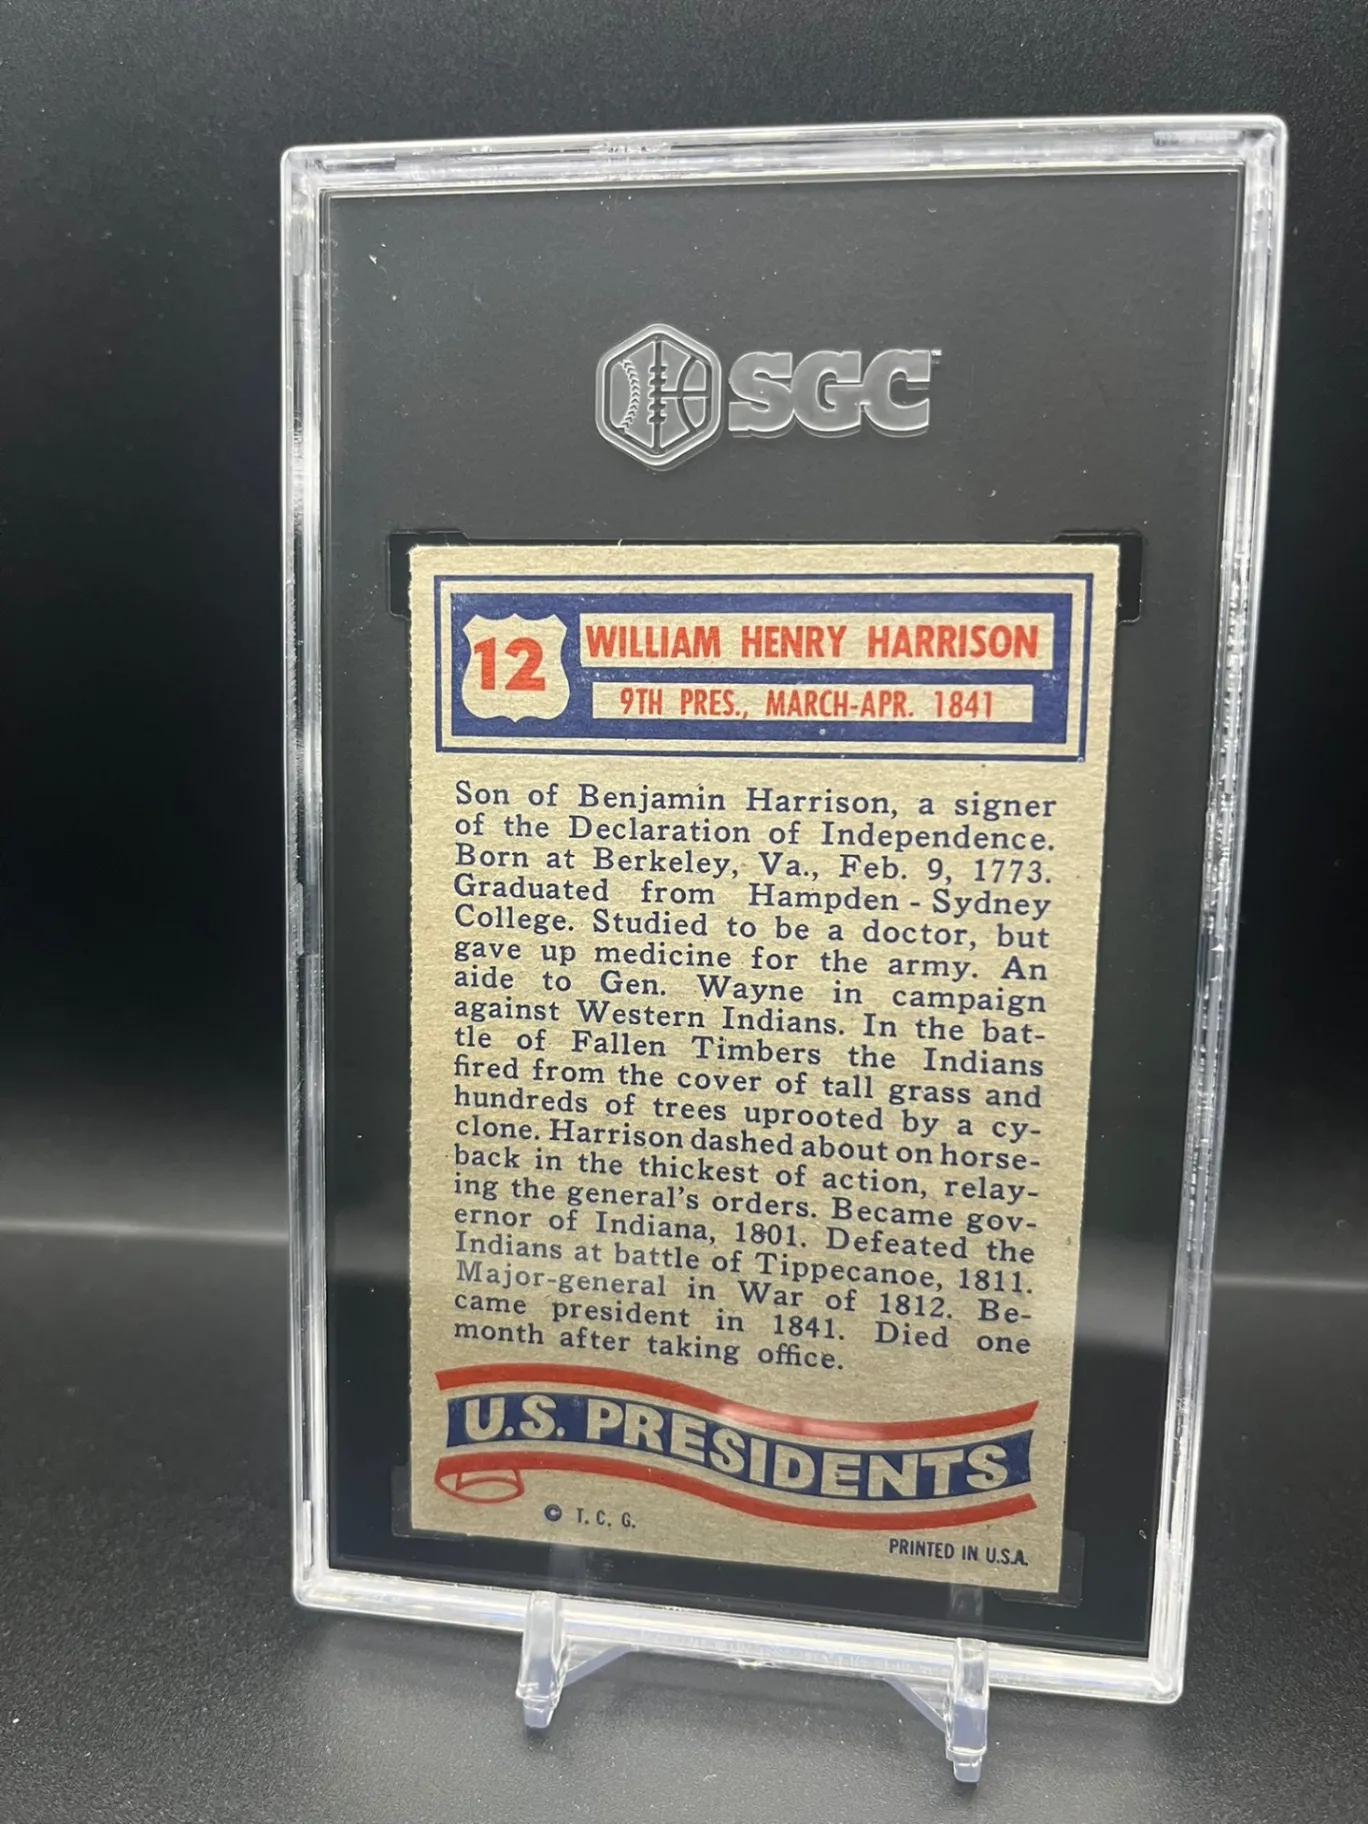 SGC
12
WILLIAM HENRY HARRISON
9TH PRES., MARCH-APR. 1841
Son of Benjamin Harrison, a signer
of the Declaration of Independence.
Born at Berkeley, Va., Feb. 9, 1773.
Graduated from Hampden - Sydney
College. Studied to be a doctor, but
gave up medicine for the army. An
aide to Gen. Wayne in campaign
against Western Indians. In the bat-
tle of Fallen Timbers the Indians
fired from the cover of tall grass and
hundreds of trees uprooted by a cy-
clone. Harrison dashed about on horse-
back in the thickest of action, relay-
ing the general's orders. Became gov-
ernor of Indiana, 1801. Defeated the
Indians at battle of Tippecanoe, 1811.
Major-general in War of 1812. Be-
came president in 1841. Died one
month after taking office.
U.S. PRESIDENTS
© T. C. G.
PRINTED IN U.S.A.